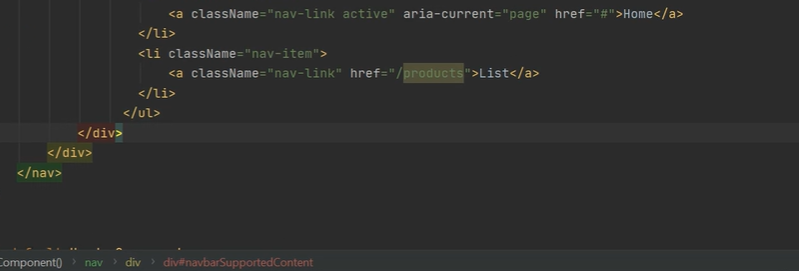 <a className="nav-link active" aria-current="page" href="#">Home</a>
</li>
<li className="nav-item">
<a className="nav-link" href="/products">List</a>
</li>
</ul>
</div>
</div>
</nav>
Component() › nav › div › div#navbarSupportedContent